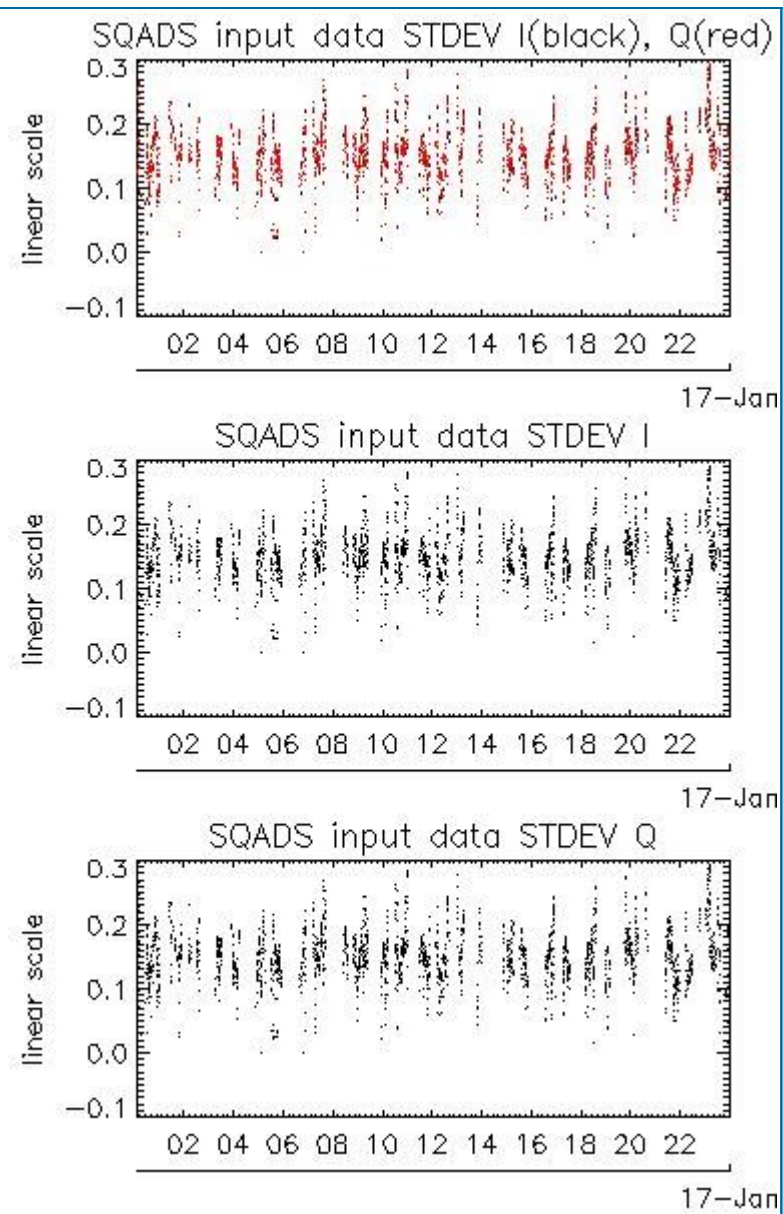 SQADS input data STDEV I(black), Q(red)
0.3
0.2
0.1
0.0
−0.1
linear scale
02 04 06 08 10 12 14 16 18 20 22
17−Jan
SQADS input data STDEV I
0.3
0.2
0.1
0.0
−0.1
linear scale
02 04 06 08 10 12 14 16 18 20 22
17−Jan
SQADS input data STDEV Q
0.3
0.2
0.1
0.0
−0.1
linear scale
02 04 06 08 10 12 14 16 18 20 22
17−Jan